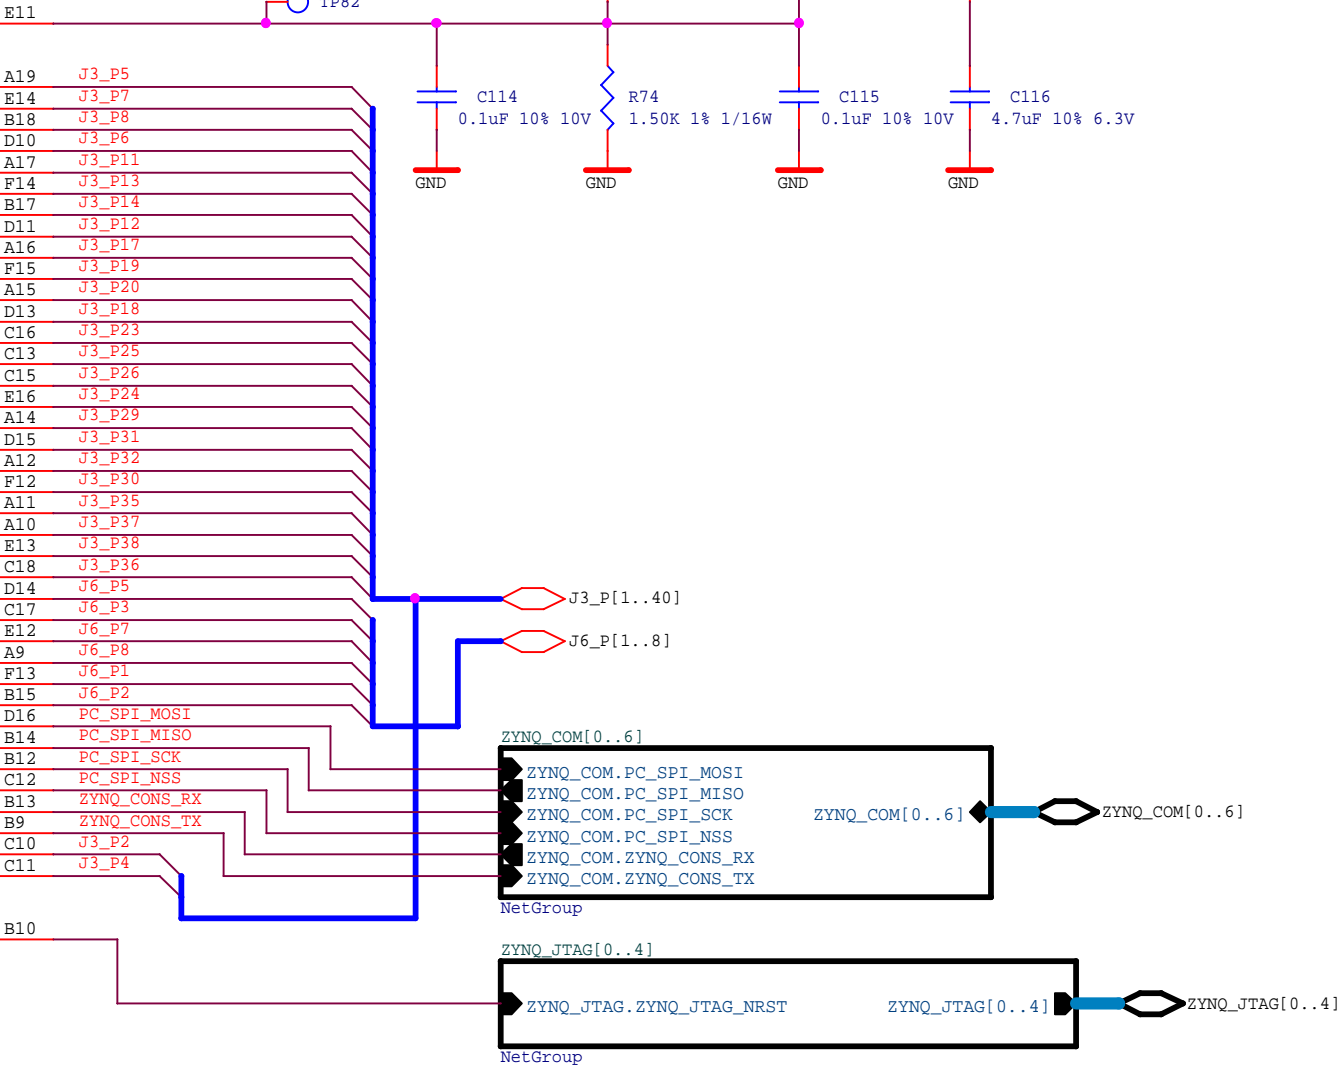 TP82
E11
A19 J3_P5
E14 J3_P7
B18 J3_P8
D10 J3_P6
A17 J3_P11
F14 J3_P13
B17 J3_P14
D11 J3_P12
A16 J3_P17
F15 J3_P19
A15 J3_P20
D13 J3_P18
C16 J3_P23
C13 J3_P25
C15 J3_P26
E16 J3_P24
A14 J3_P29
D15 J3_P31
A12 J3_P32
F12 J3_P30
A11 J3_P35
A10 J3_P37
E13 J3_P38
C18 J3_P36
D14 J6_P5
C17 J6_P3
E12 J6_P7
A9 J6_P8
F13 J6_P1
B15 J6_P2
D16 PC_SPI_MOSI
B14 PC_SPI_MISO
B12 PC_SPI_SCK
C12 PC_SPI_NSS
B13 ZYNQ_CONS_RX
B9 ZYNQ_CONS_TX
C10 J3_P2
C11 J3_P4
B10
C114
0.1uF 10% 10V
GND
R74
1.50K 1% 1/16W
GND
C115
0.1uF 10% 10V
GND
C116
4.7uF 10% 6.3V
GND
J3_P[1..40]
J6_P[1..8]
ZYNQ_COM[0..6]
ZYNQ_COM.PC_SPI_MOSI
ZYNQ_COM.PC_SPI_MISO
ZYNQ_COM.PC_SPI_SCK
ZYNQ_COM.PC_SPI_NSS
ZYNQ_COM.ZYNQ_CONS_RX
ZYNQ_COM.ZYNQ_CONS_TX
ZYNQ_COM[0..6]
ZYNQ_COM[0..6]
NetGroup
ZYNQ_JTAG[0..4]
ZYNQ_JTAG.ZYNQ_JTAG_NRST
ZYNQ_JTAG[0..4]
ZYNQ_JTAG[0..4]
NetGroup